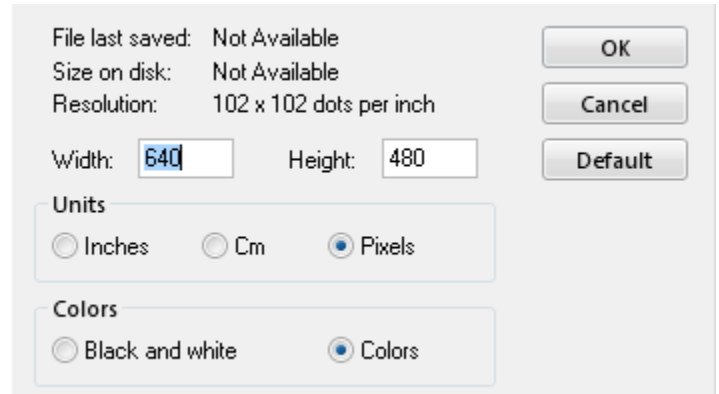 File last saved: Not Available
OK
Size on disk: Not Available
Resolution: 102 x 102 dots per inch
Cancel
Width: 640 Height: 480
Default
Units
Inches Cm Pixels
Colors
Black and white Colors